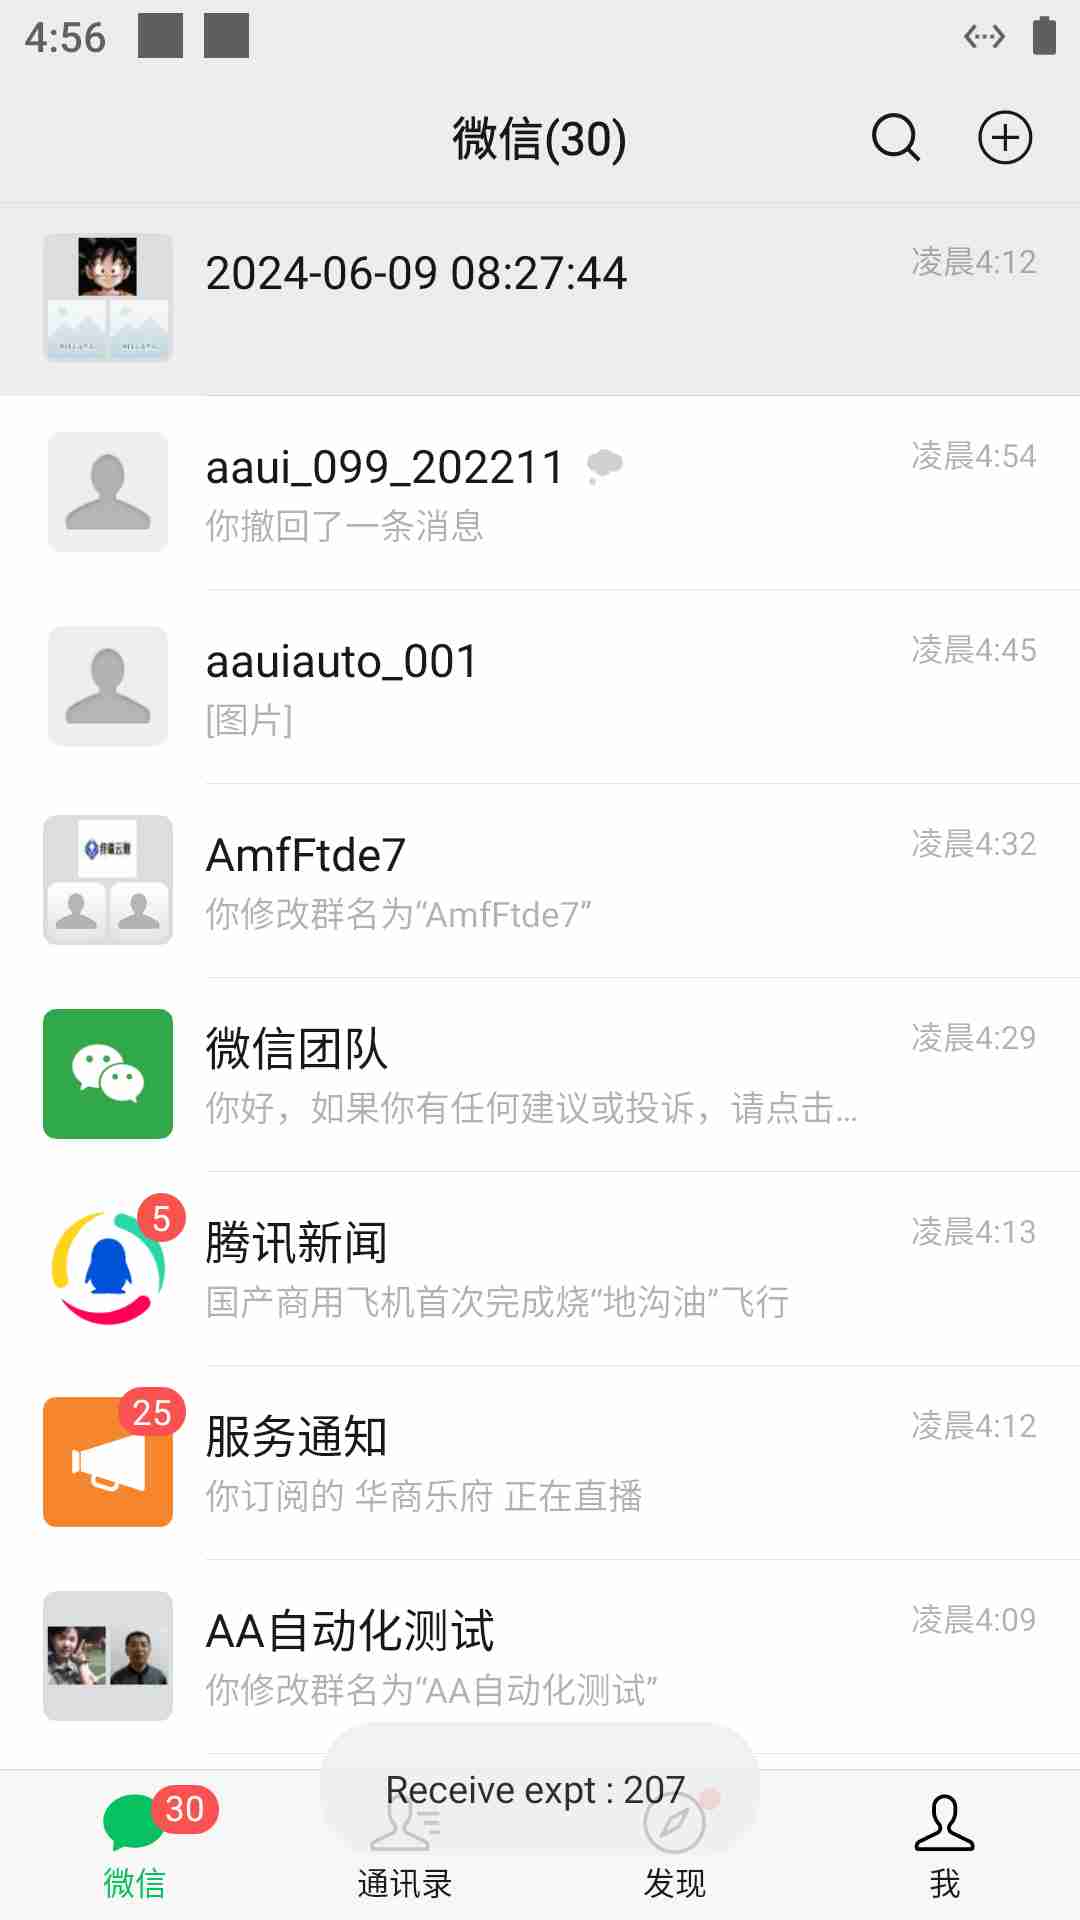 4:56
微信(30)
2024-06-09 08:27:44
凌晨4:12
aaui_099_202211
凌晨4:54
你撤回了一条消息
aauiauto_001
凌晨4:45
[图片]
AmfFtde7
凌晨4:32
你修改群名为“AmfFtde7”
微信团队
凌晨4:29
你好，如果你有任何建议或投诉，请点击...
5
腾讯新闻
凌晨4:13
国产商用飞机首次完成烧“地沟油”飞行
25
服务通知
凌晨4:12
你订阅的 华商乐府 正在直播
AA自动化测试
凌晨4:09
你修改群名为“AA自动化测试”
Receive expt : 207
30
微信
通讯录
发现
我